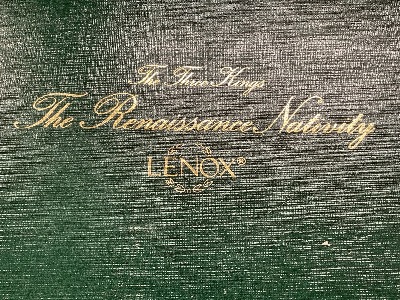 The Three Kings
The Renaissance Nativity
LENOX®